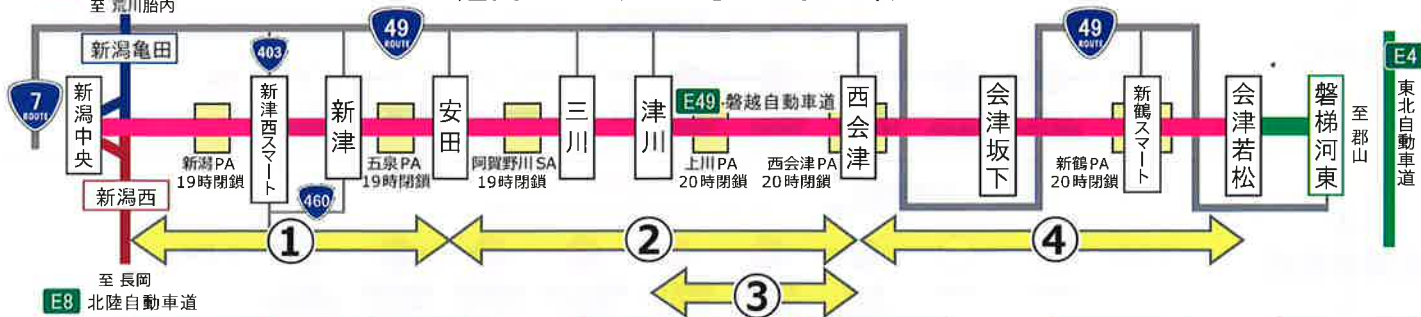 至 荒川胎内
新潟亀田
403
49
ROUTE
49
ROUTE
E4
東北自動車道
7
ROUTE
新潟中央
新津西スマート
新津
安田
三川
津川
E49 磐越自動車道
西会津
会津坂下
新鶴スマート
会津若松
磐梯河東
至 郡山
新潟PA
19時閉鎖
五泉PA
19時閉鎖
阿賀野川SA
19時閉鎖
上川PA
20時閉鎖
西会津PA
20時閉鎖
新鶴PA
20時閉鎖
新潟西
460
①
②
④
③
至 長岡
E8 北陸自動車道